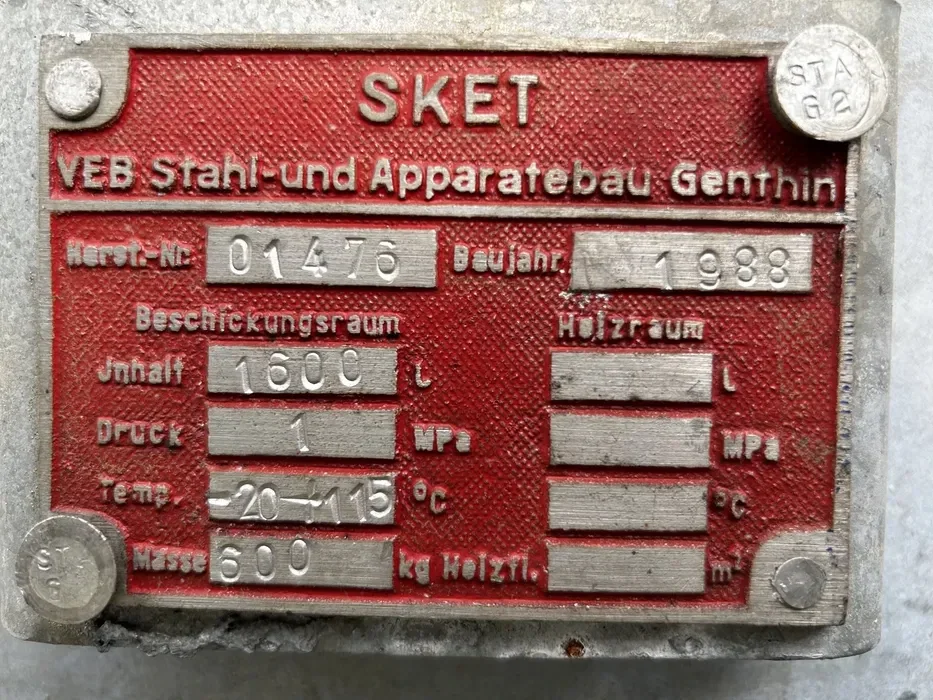 SKET
STA
G2
VEB Stahl-und Apparatebau Genthin
Herst.-Nr. 01476 Baujahr 1988
Beschickungsraum Heizraum
Jnhalt 1600 L L
Druck 1 MPa MPa
Temp. -20-+115 °C °C
Masse 600 kg Heizfl. m²